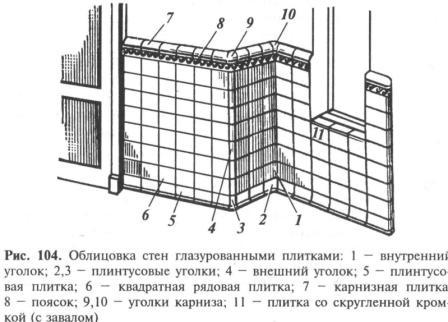 7
8
9
10
11
6
5
4
3
2
1
Рис. 104. Облицовка стен глазурованными плитками: 1 – внутренний
уголок; 2,3 – плинтусовые уголки; 4 – внешний уголок; 5 – плинтусо-
вая плитка; 6 – квадратная рядовая плитка; 7 – карнизная плитка
8 – поясок; 9,10 – уголки карниза; 11 – плитка со скругленной кром-
кой (с завалом)